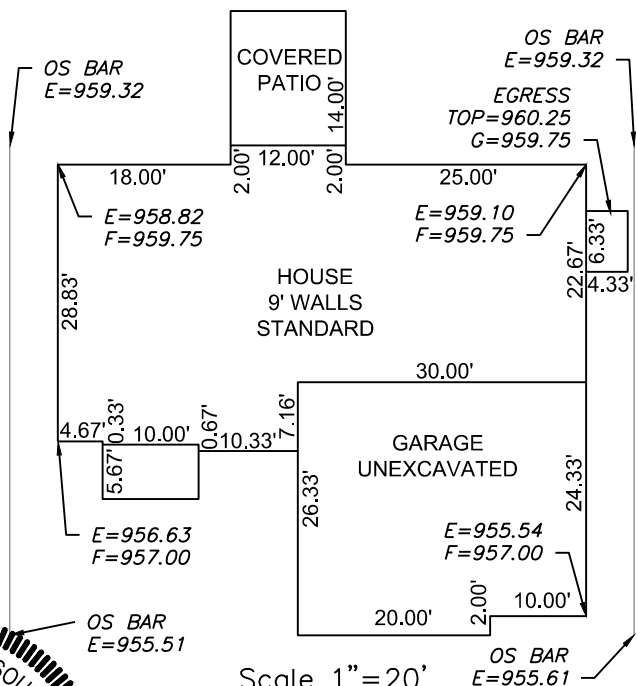 OS BAR
E=959.32
COVERED
PATIO
14.00'
OS BAR
E=959.32
EGRESS
TOP=960.25
G=959.75
18.00'
2.00'
12.00'
2.00'
25.00'
E=958.82
F=959.75
E=959.10
F=959.75
6.33'
4.33'
22.67'
28.83'
HOUSE
9' WALLS
STANDARD
30.00'
4.67'
0.33'
10.00'
0.67'
10.33'
7.16'
5.67'
GARAGE
UNEXCAVATED
26.33'
24.33'
E=956.63
F=957.00
E=955.54
F=957.00
20.00'
2.00'
10.00'
OS BAR
E=955.51
Scale 1"=20'
OS BAR
E=955.61